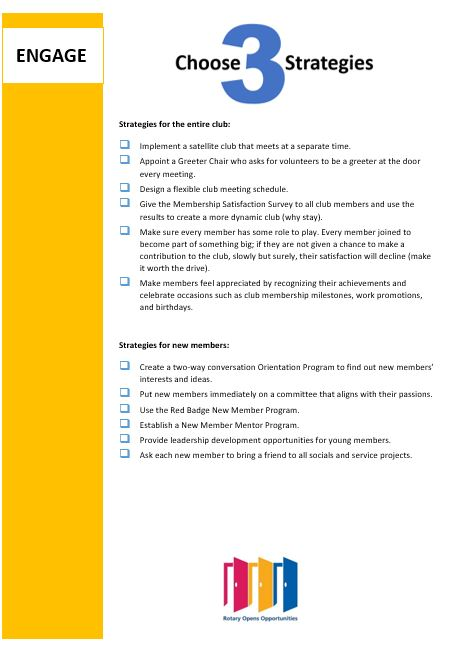 ENGAGE
Choose 3 Strategies
Strategies for the entire club:
❑ Implement a satellite club that meets at a separate time.
❑ Appoint a Greeter Chair who asks for volunteers to be a greeter at the door
every meeting.
❑ Design a flexible club meeting schedule.
❑ Give the Membership Satisfaction Survey to all club members and use the
results to create a more dynamic club (why stay).
❑ Make sure every member has some role to play. Every member joined to
become part of something big; if they are not given a chance to make a
contribution to the club, slowly but surely, their satisfaction will decline (make
it worth the drive).
❑ Make members feel appreciated by recognizing their achievements and
celebrate occasions such as club membership milestones, work promotions,
and birthdays.
Strategies for new members:
❑ Create a two-way conversation Orientation Program to find out new members'
interests and ideas.
❑ Put new members immediately on a committee that aligns with their passions.
❑ Use the Red Badge New Member Program.
❑ Establish a New Member Mentor Program.
❑ Provide leadership development opportunities for young members.
❑ Ask each new member to bring a friend to all socials and service projects.
Rotary Opens Opportunities